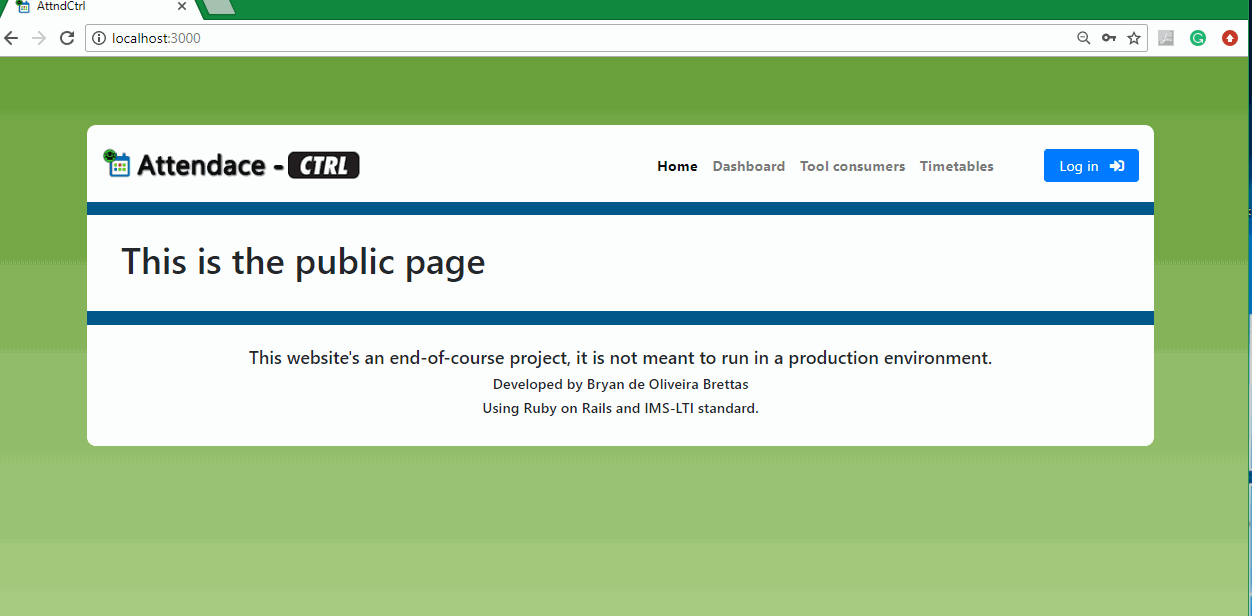 AttndCtrl
localhost:3000
Attendace - CTRL
Home Dashboard Tool consumers Timetables Log in
This is the public page
This website's an end-of-course project, it is not meant to run in a production environment.
Developed by Bryan de Oliveira Brettas
Using Ruby on Rails and IMS-LTI standard.